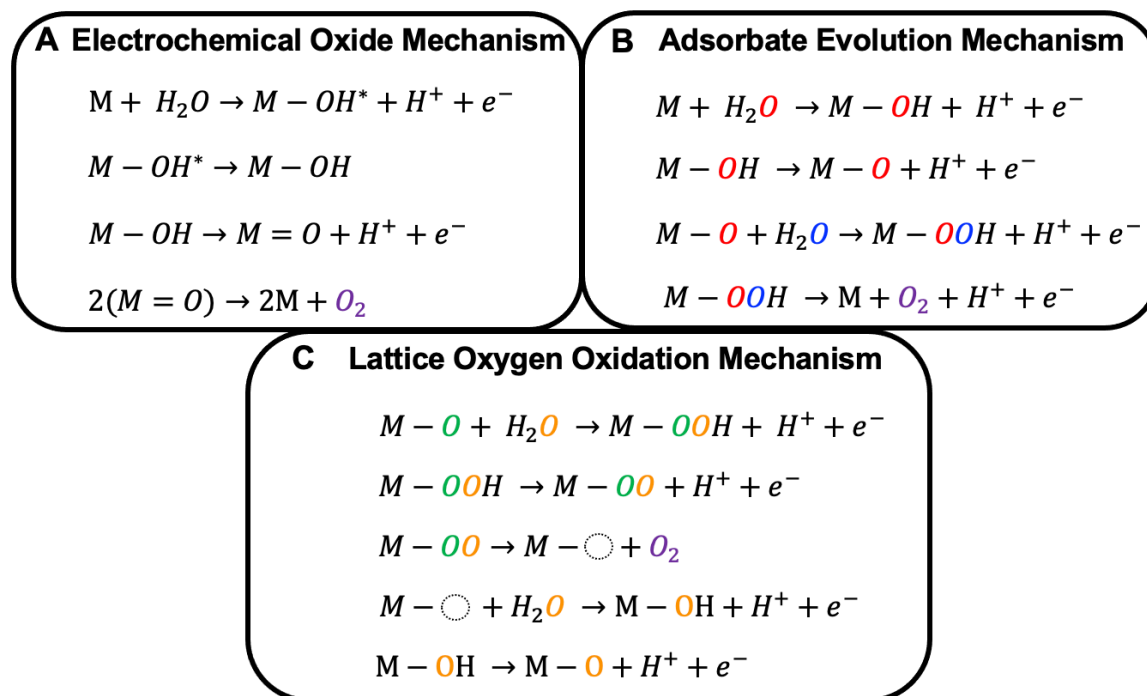 A Electrochemical Oxide Mechanism
M + H₂O → M − OH* + H⁺ + e⁻
M − OH* → M − OH
M − OH → M = O + H⁺ + e⁻
2(M = O) → 2M + O₂
B Adsorbate Evolution Mechanism
M + H₂O → M − OH + H⁺ + e⁻
M − OH → M − O + H⁺ + e⁻
M − O + H₂O → M − OOH + H⁺ + e⁻
M − OOH → M + O₂ + H⁺ + e⁻
C Lattice Oxygen Oxidation Mechanism
M − O + H₂O → M − OOH + H⁺ + e⁻
M − OOH → M − OO + H⁺ + e⁻
M − OO → M − ◌ + O₂
M − ◌ + H₂O → M − OH + H⁺ + e⁻
M − OH → M − O + H⁺ + e⁻